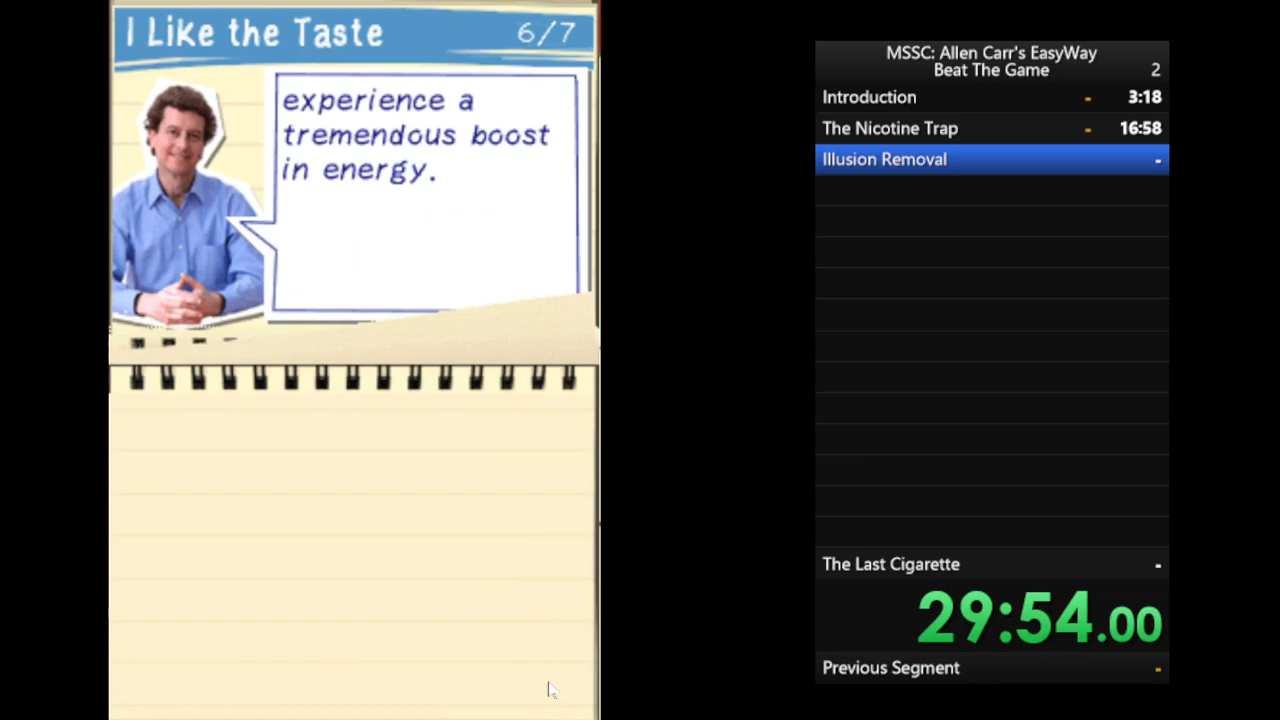 I Like the Taste 6/7
experience a
tremendous boost
in energy.
MSSC: Allen Carr's EasyWay
Beat The Game 2
Introduction - 3:18
The Nicotine Trap - 16:58
Illusion Removal -
The Last Cigarette -
29:54.00
Previous Segment -